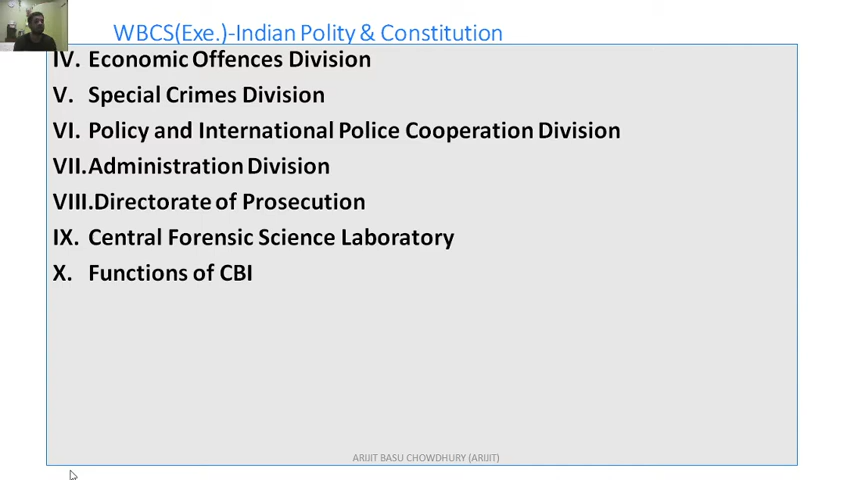 WBCS(Exe.)-Indian Polity & Constitution
IV. Economic Offences Division
V. Special Crimes Division
VI. Policy and International Police Cooperation Division
VII.Administration Division
VIII.Directorate of Prosecution
IX. Central Forensic Science Laboratory
X. Functions of CBI
ARIJIT BASU CHOWDHURY (ARIJIT)